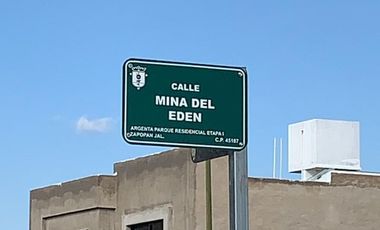 CALLE
MINA DEL
EDEN
ARGENTA PARQUE RESIDENCIAL ETAPA I
ZAPOPAN JAL.
C.P. 45187